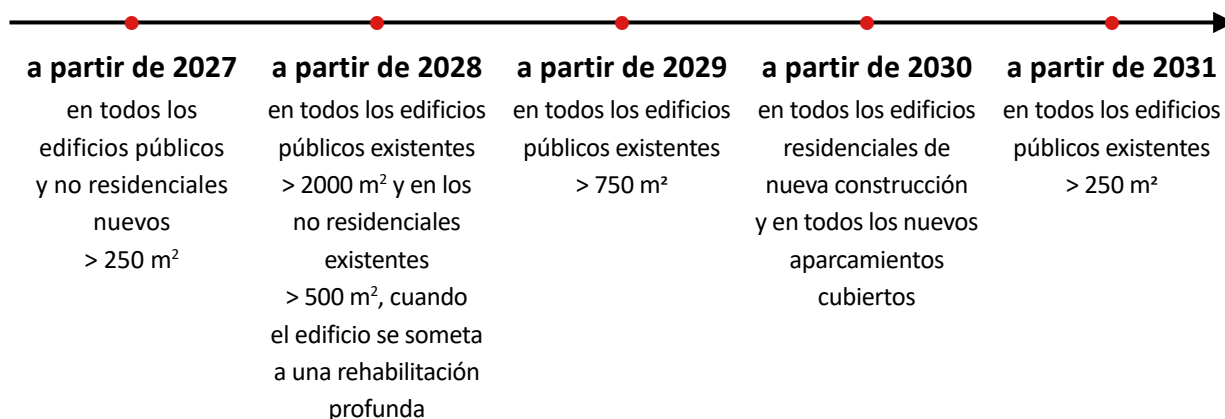 a partir de 2027
en todos los
edificios públicos
y no residenciales
nuevos
> 250 m²
a partir de 2028
en todos los edificios
públicos existentes
> 2000 m² y en los
no residenciales
existentes
> 500 m², cuando
el edificio se someta
a una rehabilitación
profunda
a partir de 2029
en todos los edificios
públicos existentes
> 750 m²
a partir de 2030
en todos los edificios
residenciales de
nueva construcción
y en todos los nuevos
aparcamientos
cubiertos
a partir de 2031
en todos los edificios
públicos existentes
> 250 m²